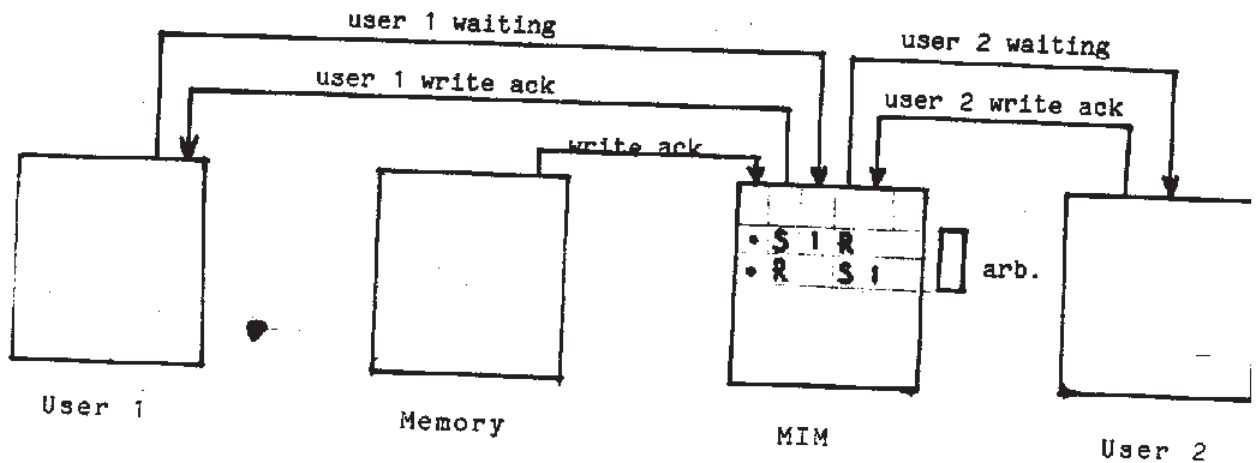 user 1 waiting
user 2 waiting
user 1 write ack
user 2 write ack
write ack
• S 1 R
• R S 1
arb.
User 1
Memory
MIM
User 2